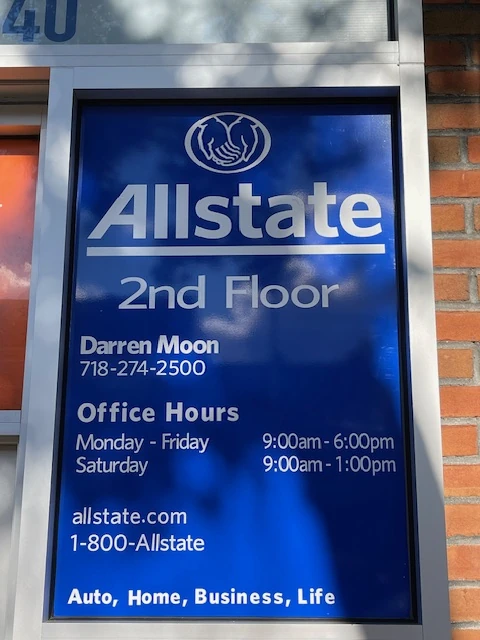 40
Allstate
2nd Floor
Darren Moon
718-274-2500
Office Hours
Monday - Friday 9:00am - 6:00pm
Saturday 9:00am - 1:00pm
allstate.com
1-800-Allstate
Auto, Home, Business, Life